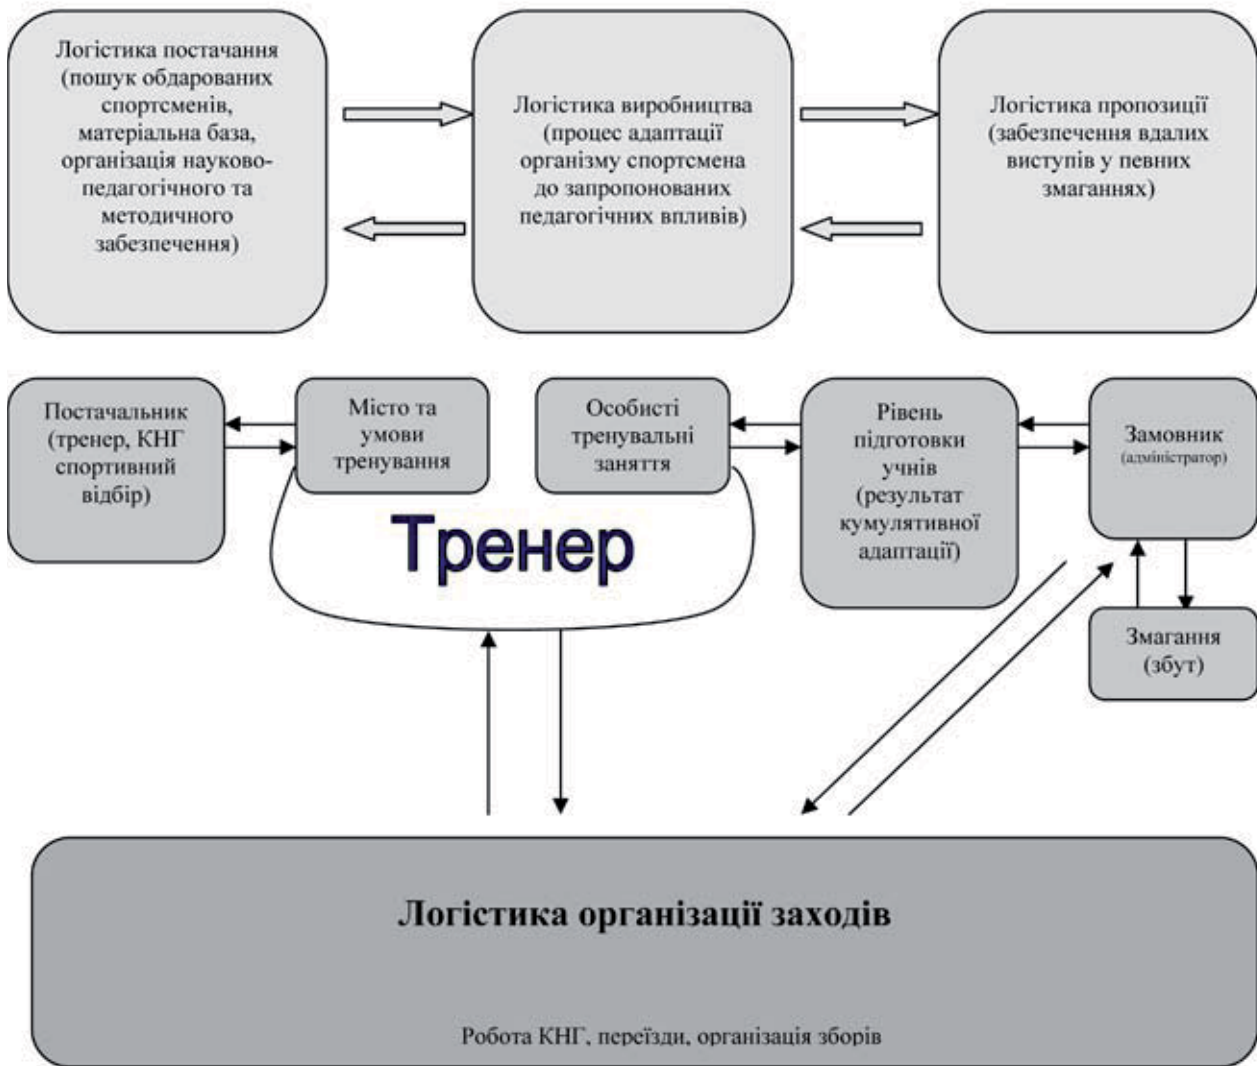 Логістика постачання
(пошук обдарованих
спортсменів,
матеріальна база,
організація науково-
педагогічного та
методичного
забезпечення)
Логістика виробництва
(процес адаптації
організму спортсмена
до запропонованих
педагогічних впливів)
Логістика пропозиції
(забезпечення вдалих
виступів у певних
змаганнях)
Постачальник
(тренер, КНГ
спортивний
відбір)
Місто та
умови
тренування
Особисті
тренувальні
заняття
Рівень
підготовки
учнів
(результат
кумулятивної
адаптації)
Замовник
(адміністратор)
Тренер
Змагання
(збут)
Логістика організації заходів
Робота КНГ, переїзди, організація зборів